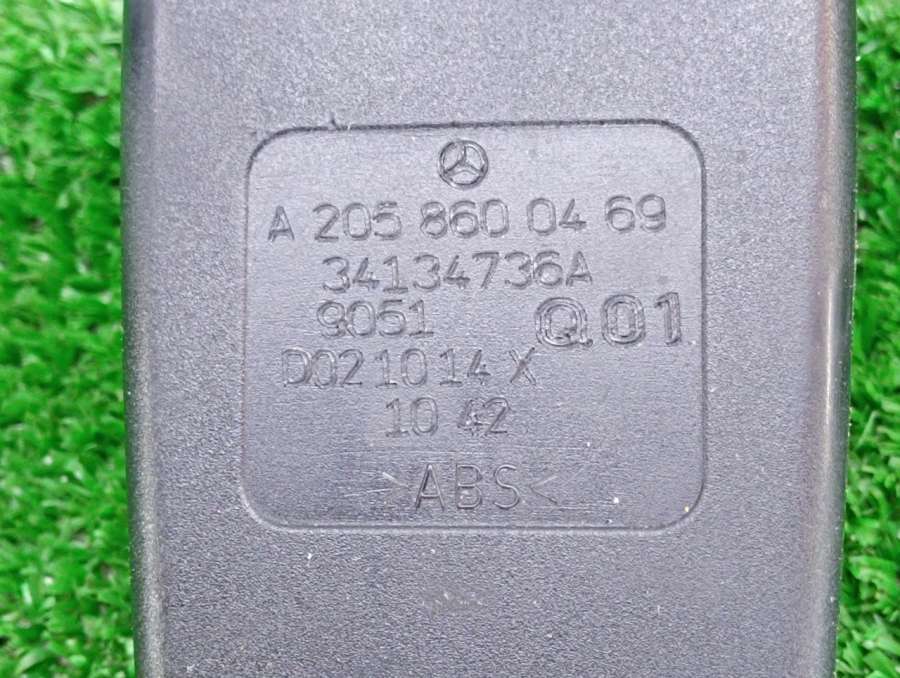 A 205 860 04 69
34134736A
9051 Q01
D021014 X
10 42
>ABS<